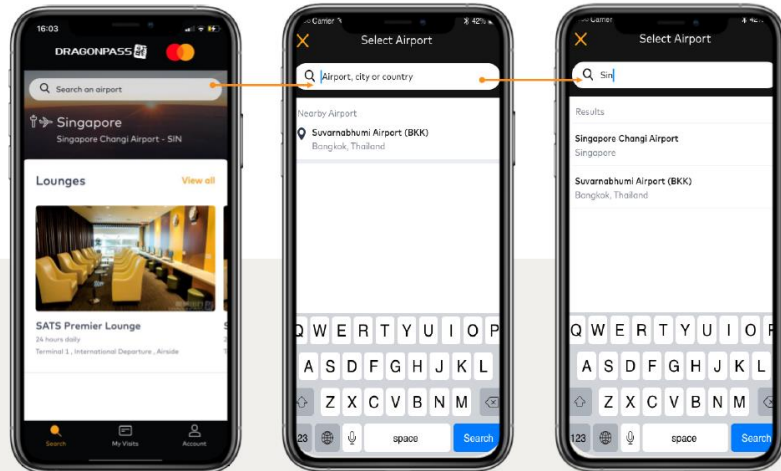 16:03
DRAGONPASS
Search an airport
Singapore
Singapore Changi Airport - SIN
Lounges
View all
SATS Premier Lounge
24 hours daily
Terminal 1, International Departure, Airside
Search
My Visits
Account
Carrier
42%
Select Airport
Airport, city or country
Nearby Airport
Suvarnabhumi Airport (BKK)
Bangkok, Thailand
Q W E R T Y U I O P
A S D F G H J K L
Z X C V B N M
23
space
Search
Carrier
Select Airport
Sin
Results
Singapore Changi Airport
Singapore
Suvarnabhumi Airport (BKK)
Bangkok, Thailand
Q W E R T Y U I O P
A S D F G H J K L
Z X C V B N M
123
space
Search